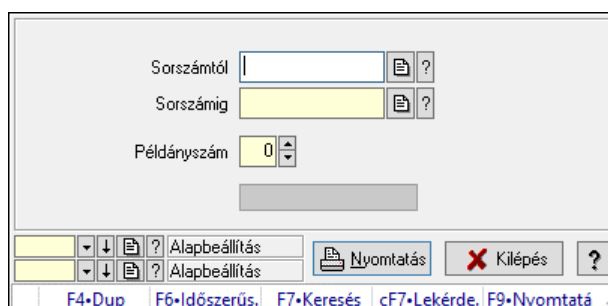 Sorszámtól ?
Sorszámig ?
Példányszám 0
? Alapbeállítás
? Alapbeállítás
Nyomtatás Kilépés ?
F4•Dup F6•Időszerűs. F7•Keresés cF7•Lekérde. F9•Nyomtatá